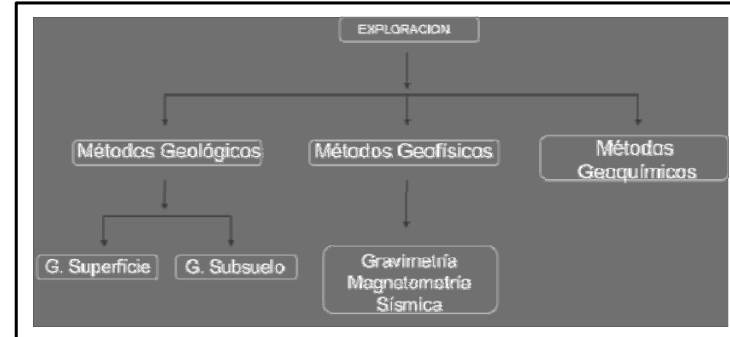 EXPLORACION
Métodos Geológicos
Métodos Geofísicos
Métodos
Geoquímicos
G. Superficie
G. Subsuelo
Gravimetría
Magnetometría
Sísmica